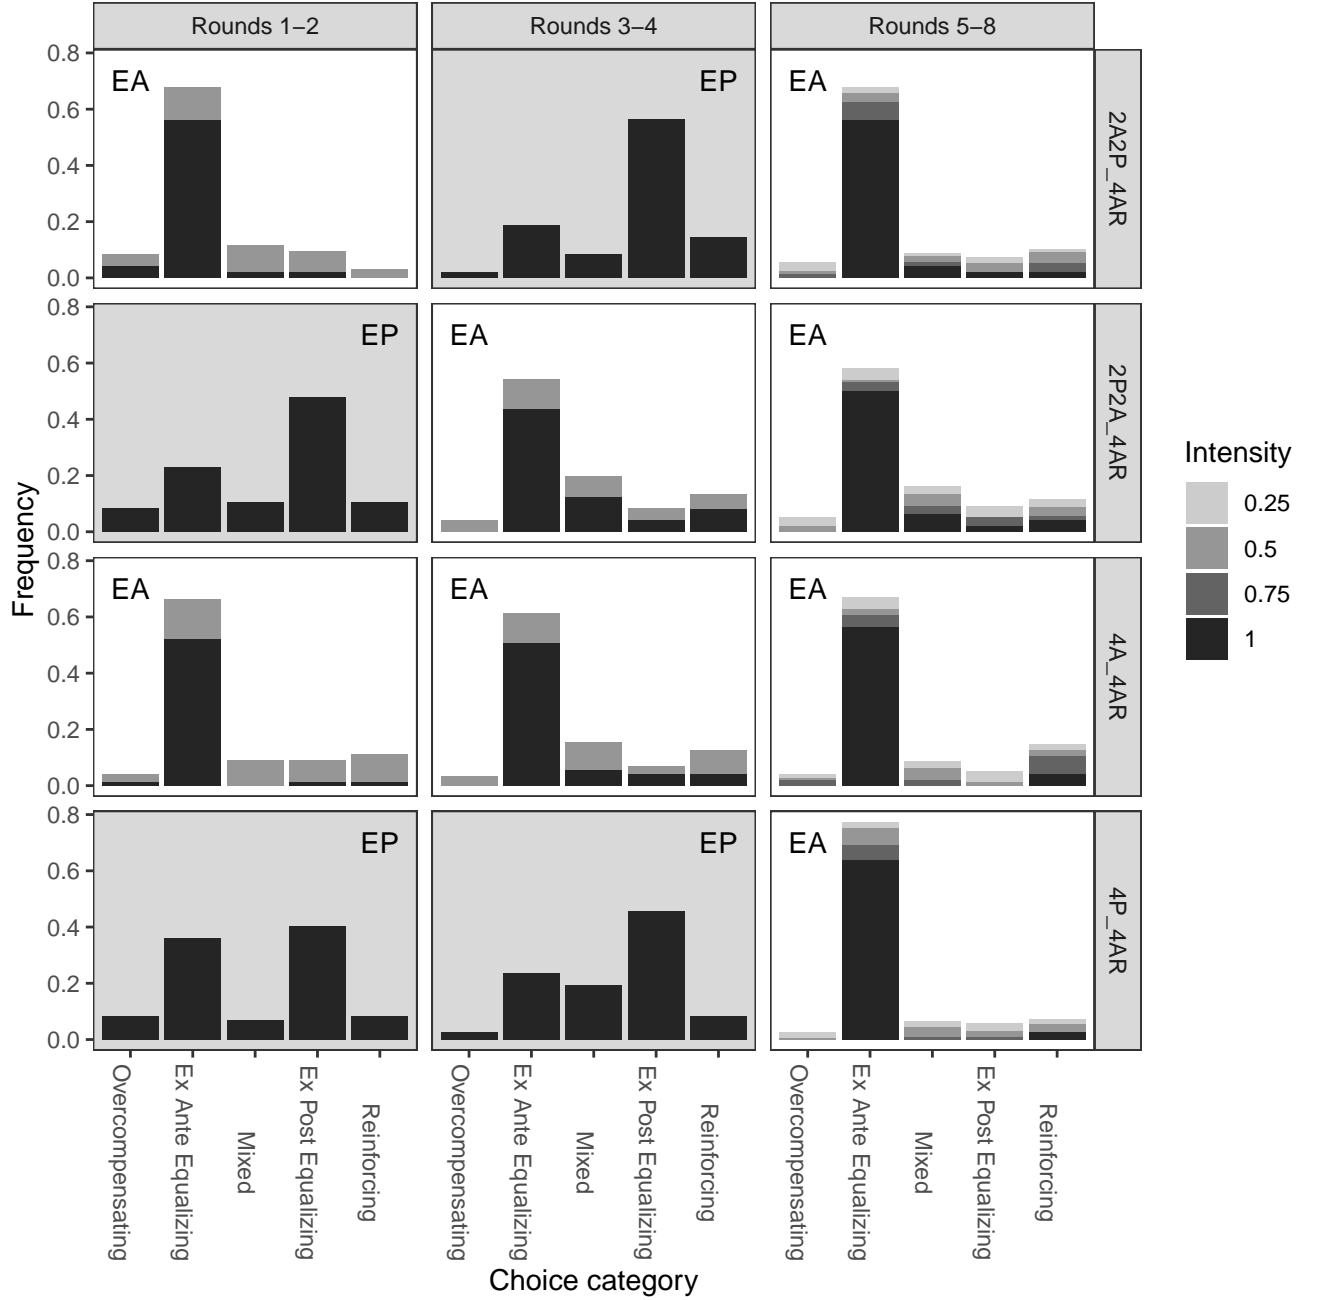 Rounds 1–2
Rounds 3–4
Rounds 5–8
0.8
0.6
0.4
0.2
0.0
EA
EP
EA
2A2P_4AR
0.8
0.6
0.4
0.2
0.0
EP
EA
EA
2P2A_4AR
0.8
0.6
0.4
0.2
0.0
EA
EA
EA
4A_4AR
0.8
0.6
0.4
0.2
0.0
EP
EP
EA
4P_4AR
Frequency
Overcompensating
Ex Ante Equalizing
Mixed
Ex Post Equalizing
Reinforcing
Overcompensating
Ex Ante Equalizing
Mixed
Ex Post Equalizing
Reinforcing
Overcompensating
Ex Ante Equalizing
Mixed
Ex Post Equalizing
Reinforcing
Choice category
Intensity
0.25
0.5
0.75
1